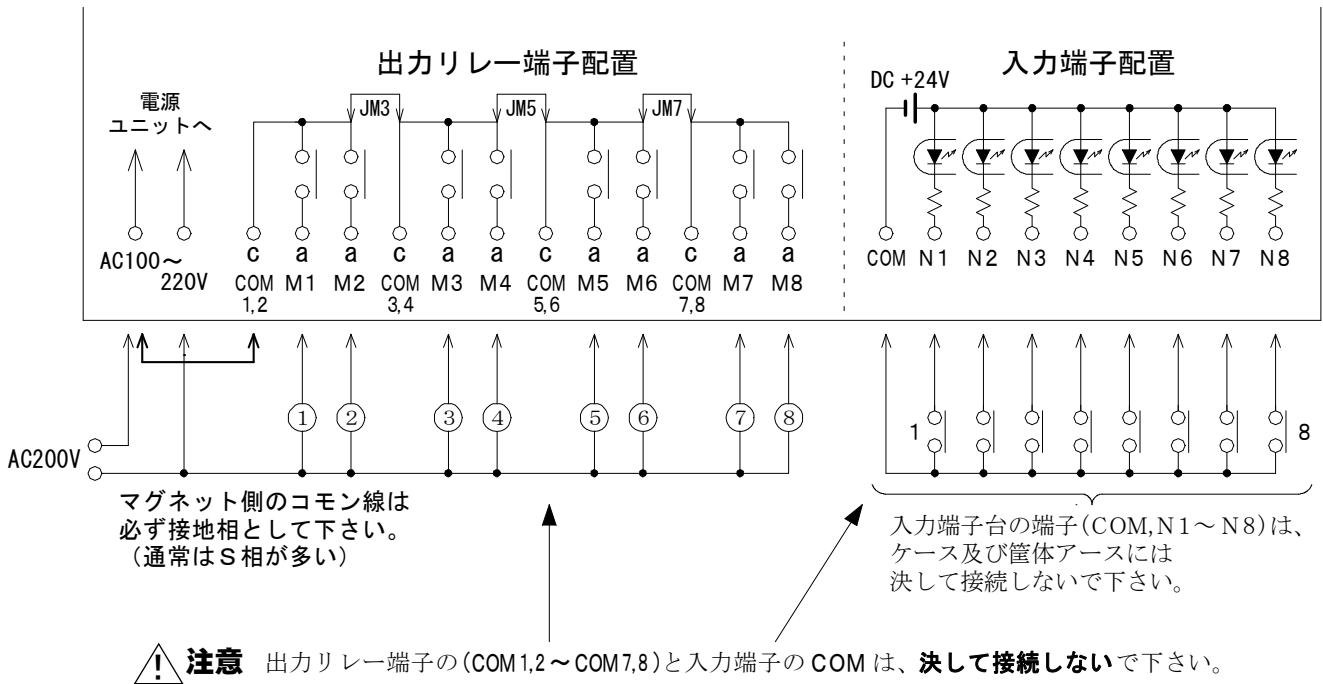 出力リレー端子配置
入力端子配置
電源
ユニットへ
JM3
JM5
JM7
DC +24V
AC100～
220V
c a a c a a c a a c a a
COM M1 M2 COM M3 M4 COM M5 M6 COM M7 M8
1,2 3,4 5,6 7,8
COM N1 N2 N3 N4 N5 N6 N7 N8
① ② ③ ④ ⑤ ⑥ ⑦ ⑧
1 8
AC200V
マグネット側のコモン線は
必ず接地相として下さい。
（通常はS相が多い）
入力端子台の端子(COM,N1～N8)は、
ケース及び筐体アースには
決して接続しないで下さい。
! 注意 出力リレー端子の(COM1,2～COM7,8)と入力端子のCOMは、決して接続しないで下さい。